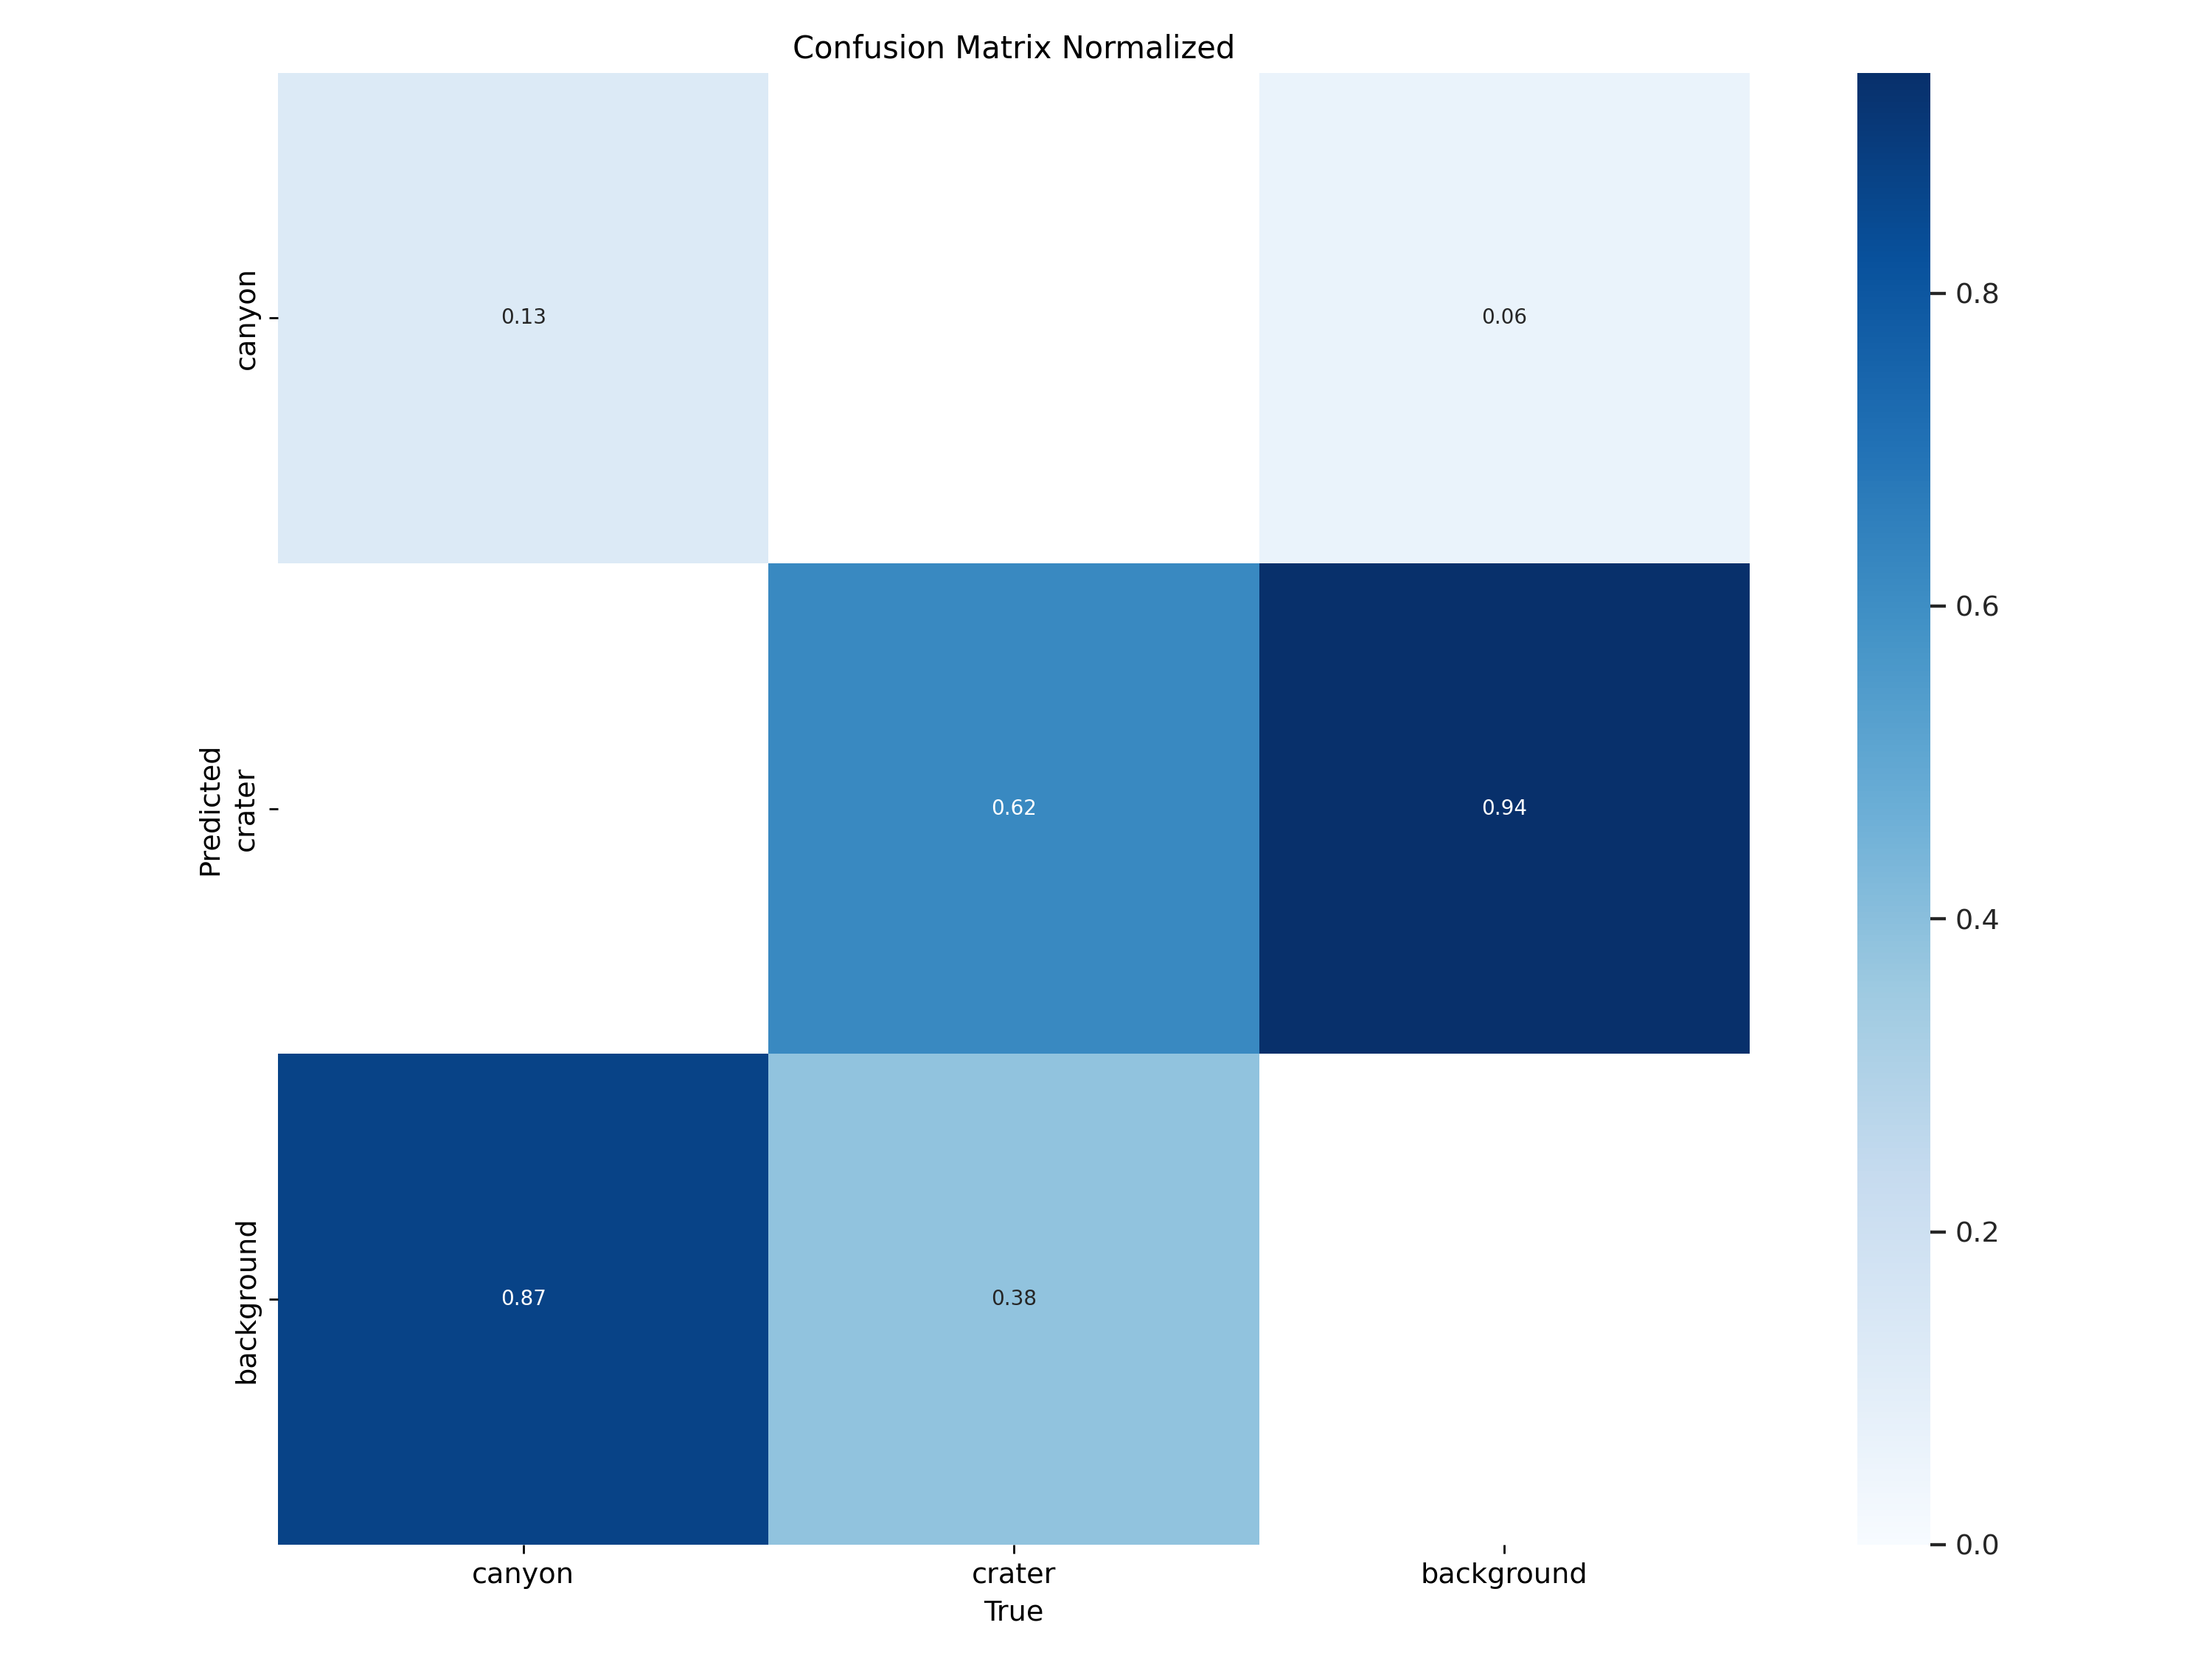 Confusion Matrix Normalized
canyon
0.13
0.06
0.8
0.6
Predicted
crater
0.62
0.94
0.4
background
0.87
0.38
0.2
0.0
canyon
crater
background
True